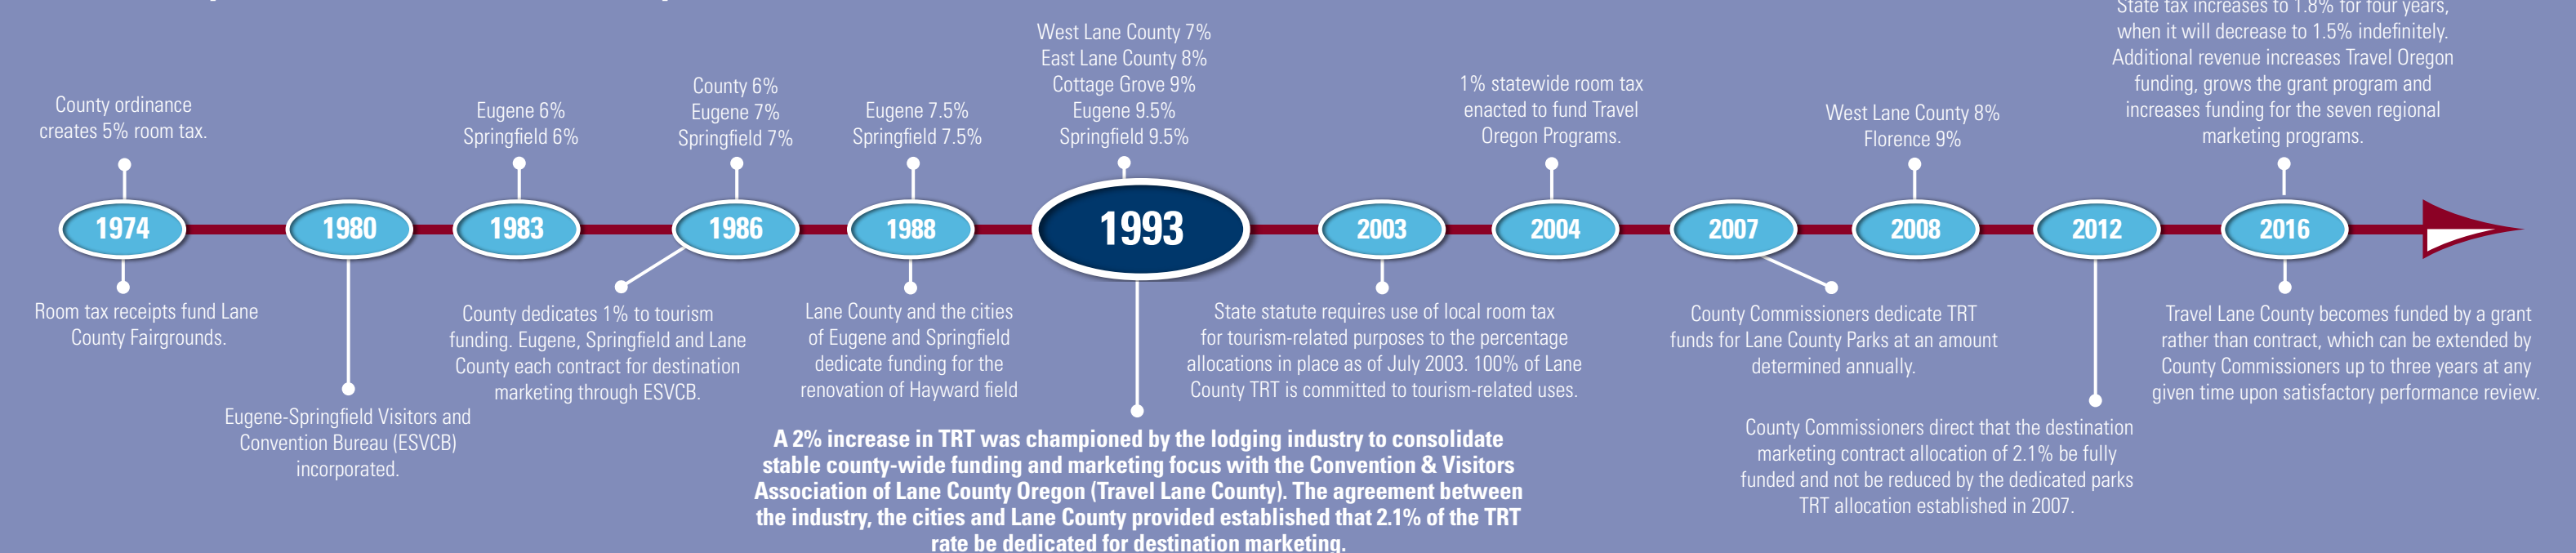 County ordinance
creates 5% room tax.
1974
Room tax receipts fund Lane
County Fairgrounds.
1980
Eugene-Springfield Visitors and
Convention Bureau (ESVCB)
incorporated.
Eugene 6%
Springfield 6%
1983
County 6%
Eugene 7%
Springfield 7%
1986
County dedicates 1% to tourism
funding. Eugene, Springfield and Lane
County each contract for destination
marketing through ESVCB.
Eugene 7.5%
Springfield 7.5%
1988
Lane County and the cities
of Eugene and Springfield
dedicate funding for the
renovation of Hayward field
West Lane County 7%
East Lane County 8%
Cottage Grove 9%
Eugene 9.5%
Springfield 9.5%
1993
A 2% increase in TRT was championed by the lodging industry to consolidate
stable county-wide funding and marketing focus with the Convention & Visitors
Association of Lane County Oregon (Travel Lane County). The agreement between
the industry, the cities and Lane County provided established that 2.1% of the TRT
rate be dedicated for destination marketing.
2003
State statute requires use of local room tax
for tourism-related purposes to the percentage
allocations in place as of July 2003. 100% of Lane
County TRT is committed to tourism-related uses.
1% statewide room tax
enacted to fund Travel
Oregon Programs.
2004
2007
County Commissioners dedicate TRT
funds for Lane County Parks at an amount
determined annually.
West Lane County 8%
Florence 9%
2008
2012
County Commissioners direct that the destination
marketing contract allocation of 2.1% be fully
funded and not be reduced by the dedicated parks
TRT allocation established in 2007.
State tax increases to 1.8% for four years,
when it will decrease to 1.5% indefinitely.
Additional revenue increases Travel Oregon
funding, grows the grant program and
increases funding for the seven regional
marketing programs.
2016
Travel Lane County becomes funded by a grant
rather than contract, which can be extended by
County Commissioners up to three years at any
given time upon satisfactory performance review.